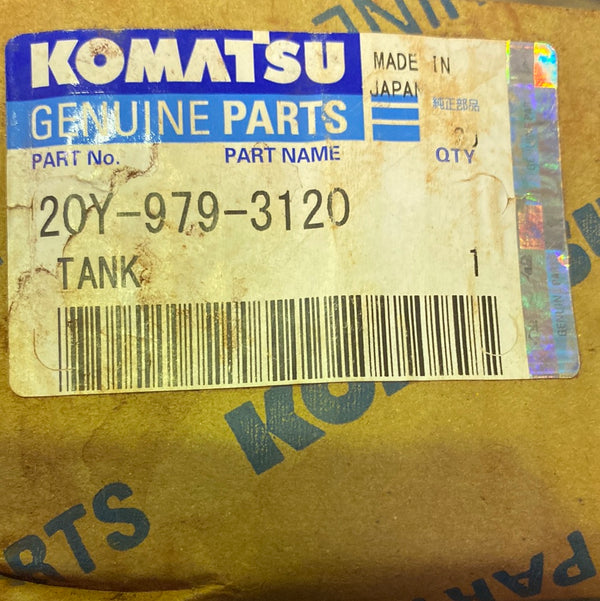 KOMATSU
GENUINE PARTS
MADE IN
JAPAN
純正部品
PART No.
PART NAME
QTY
20Y-979-3120
TANK
1
PARTS
KO
RTS